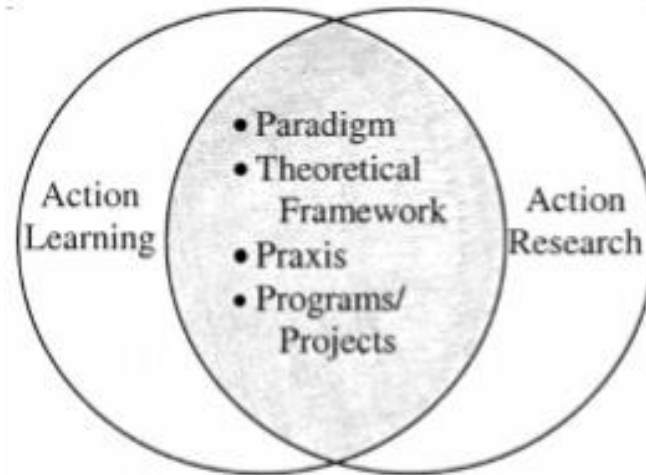 Action
Learning
• Paradigm
• Theoretical
Framework
• Praxis
• Programs/
Projects
Action
Research